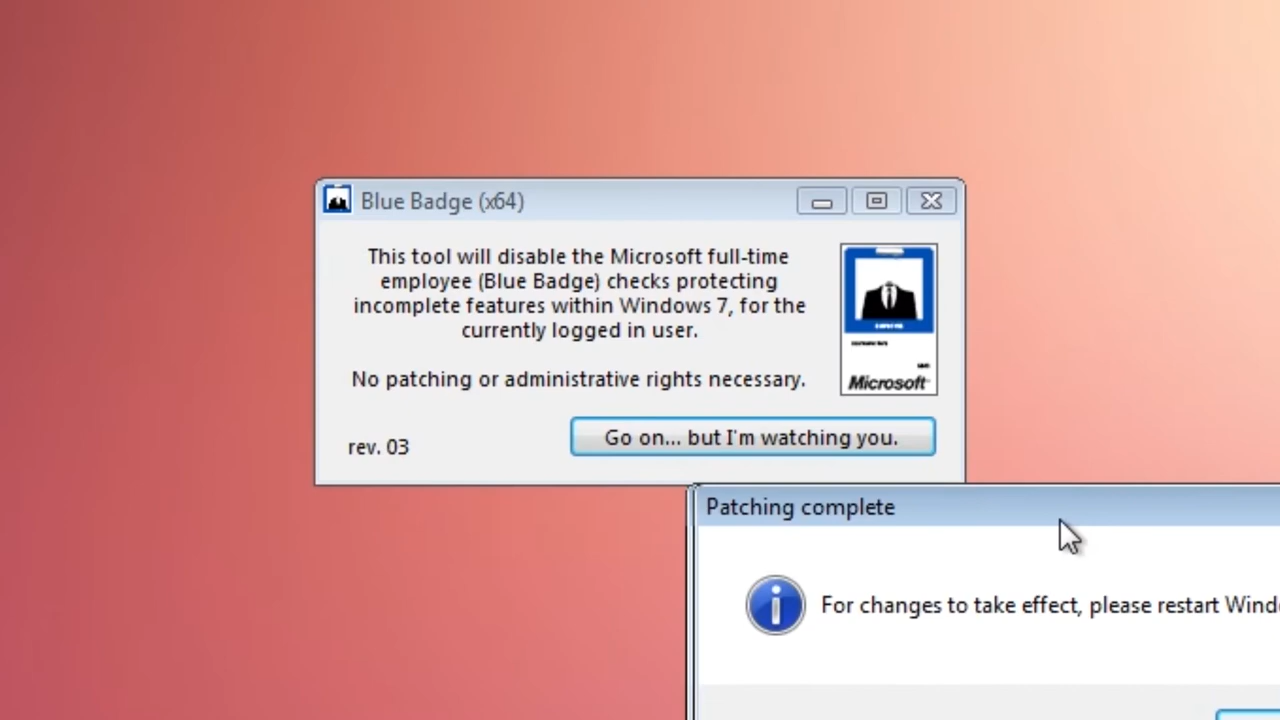 Blue Badge (x64)
This tool will disable the Microsoft full-time
employee (Blue Badge) checks protecting
incomplete features within Windows 7, for the
currently logged in user.
No patching or administrative rights necessary.
Microsoft
rev. 03
Go on... but I'm watching you.
Patching complete
For changes to take effect, please restart